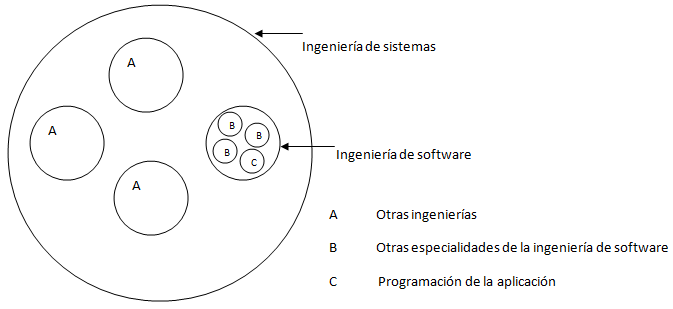 Ingeniería de sistemas
A
A
B
B
B
C
Ingeniería de software
A
A Otras ingenierías
B Otras especialidades de la ingeniería de software
C Programación de la aplicación